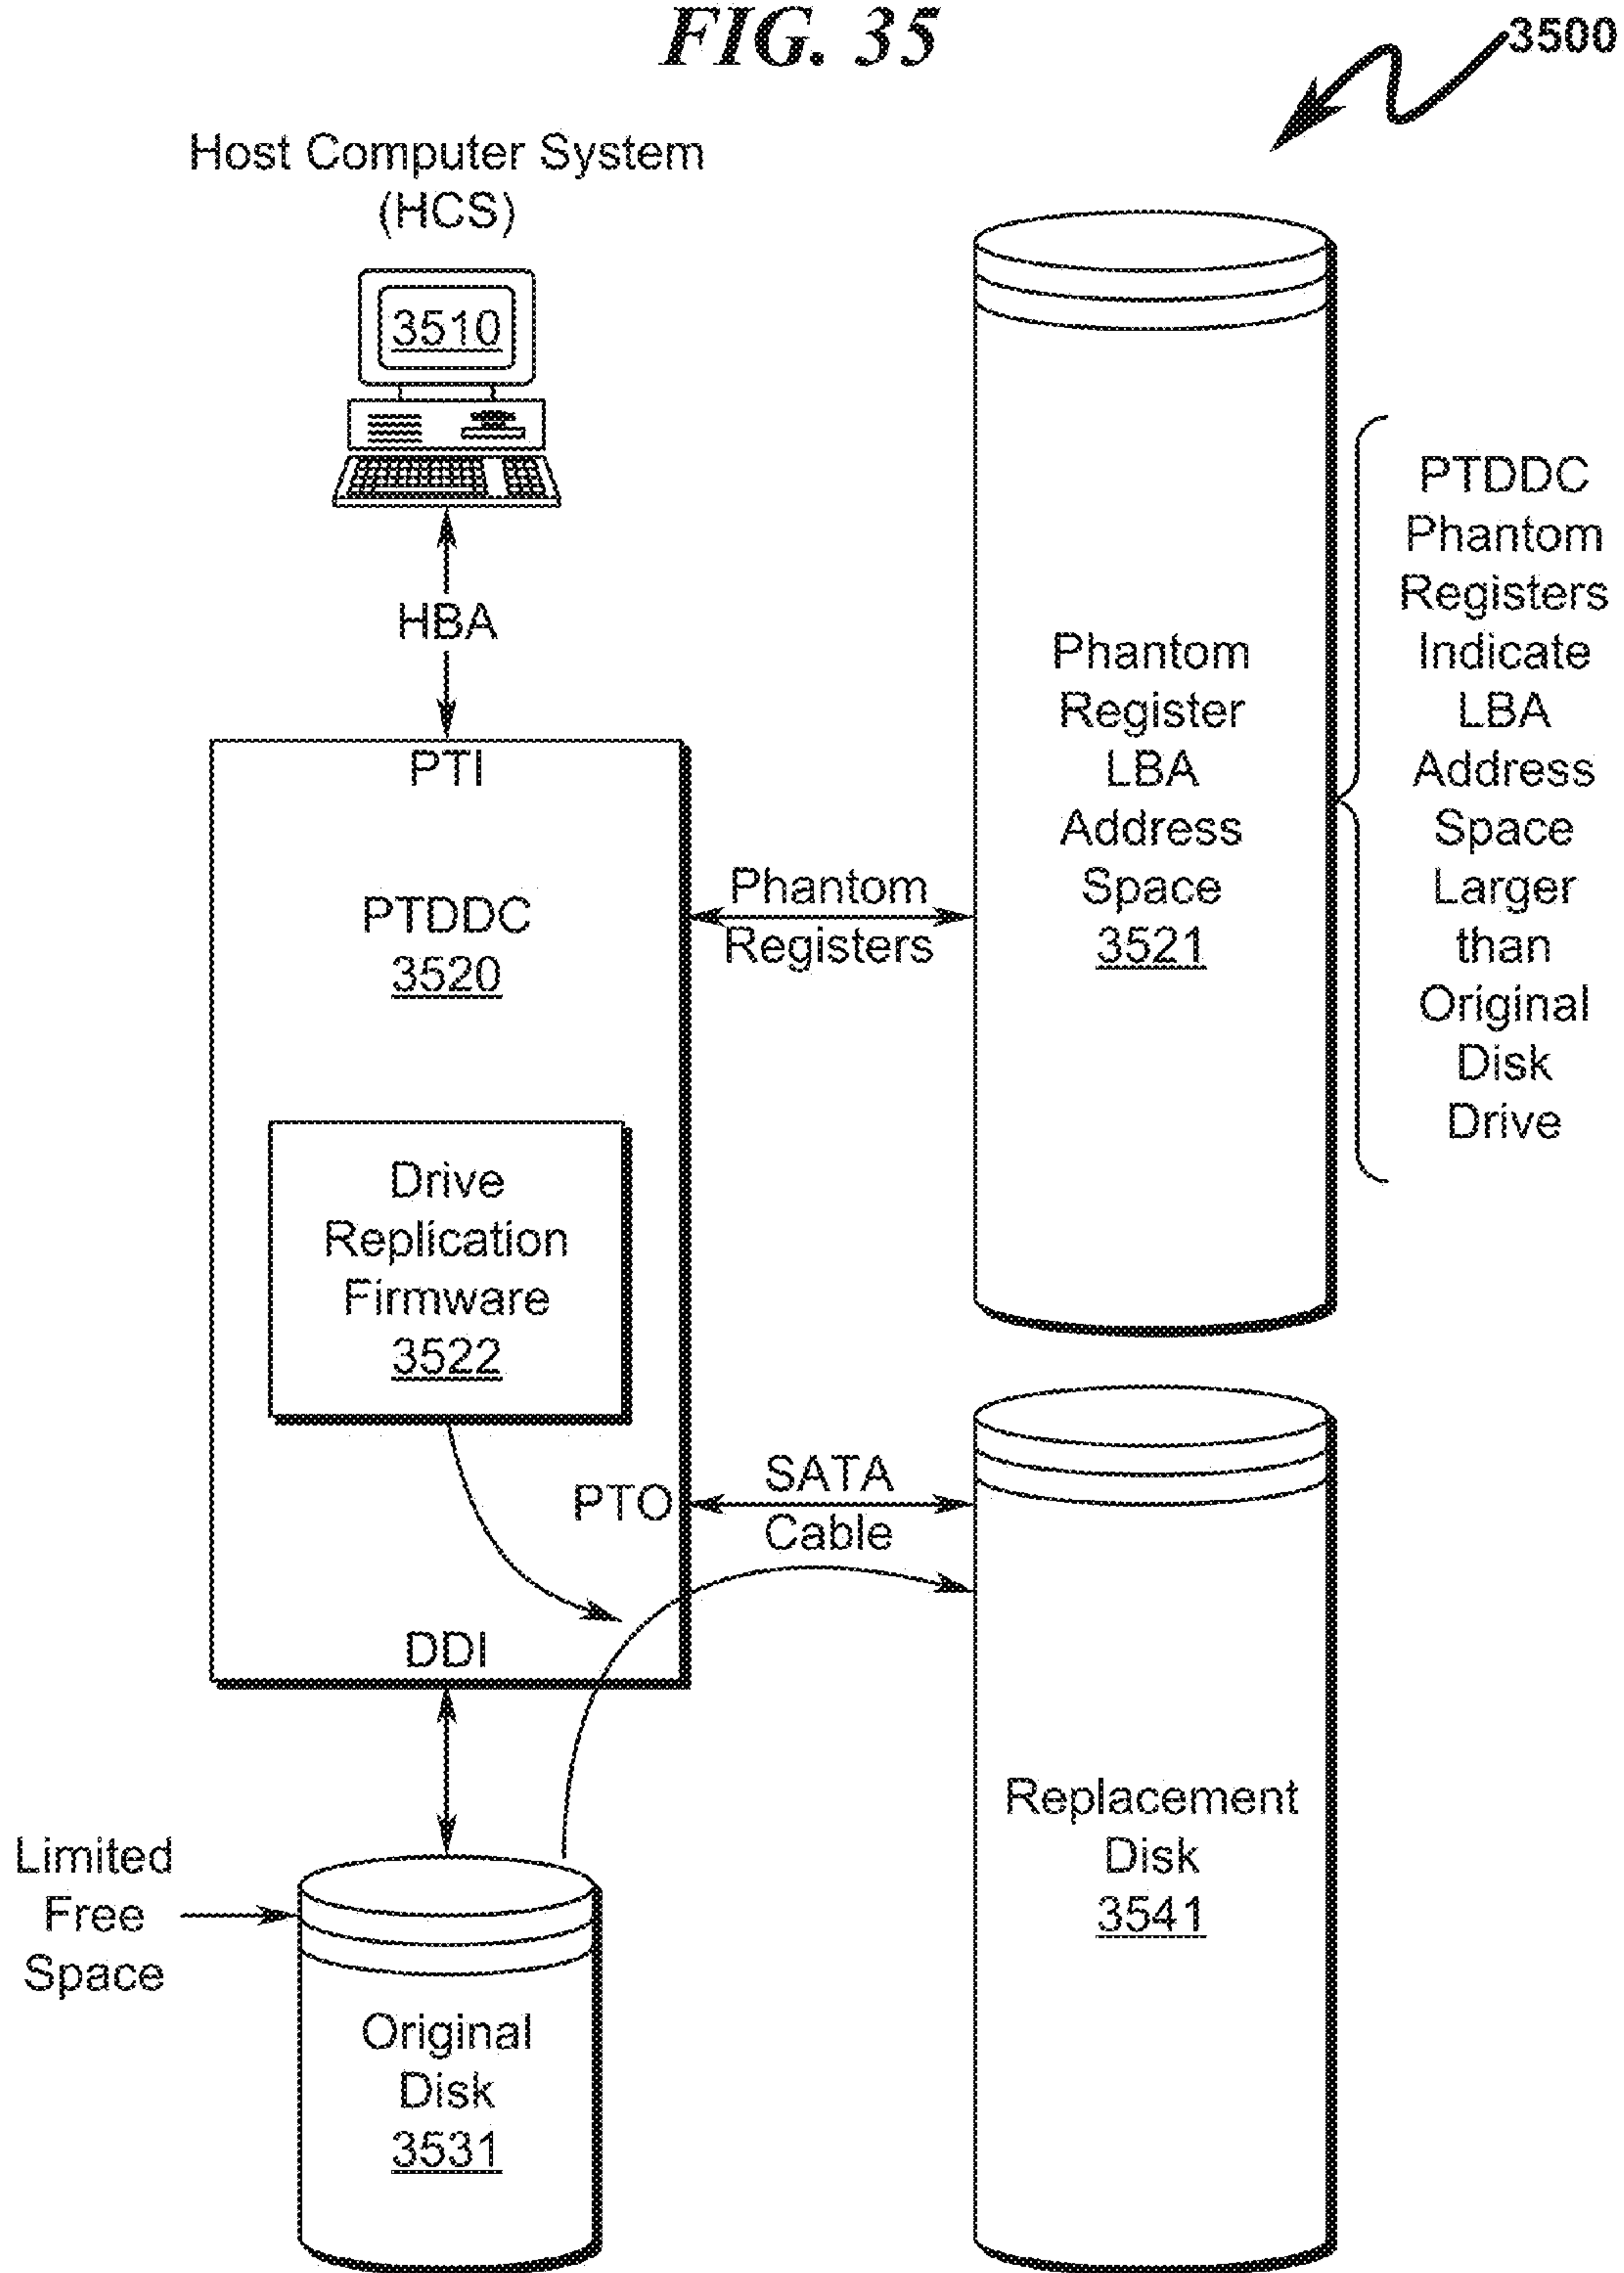 FIG. 35
3500
Host Computer System
(HCS)
3510
HBA
PTI
PTDDC
3520
Phantom
Registers
Phantom
Register
LBA
Address
Space
3521
PTDDC
Phantom
Registers
Indicate
LBA
Address
Space
Larger
than
Original
Disk
Drive
Drive
Replication
Firmware
3522
PTO
SATA
Cable
DDI
Limited
Free
Space
Original
Disk
3531
Replacement
Disk
3541